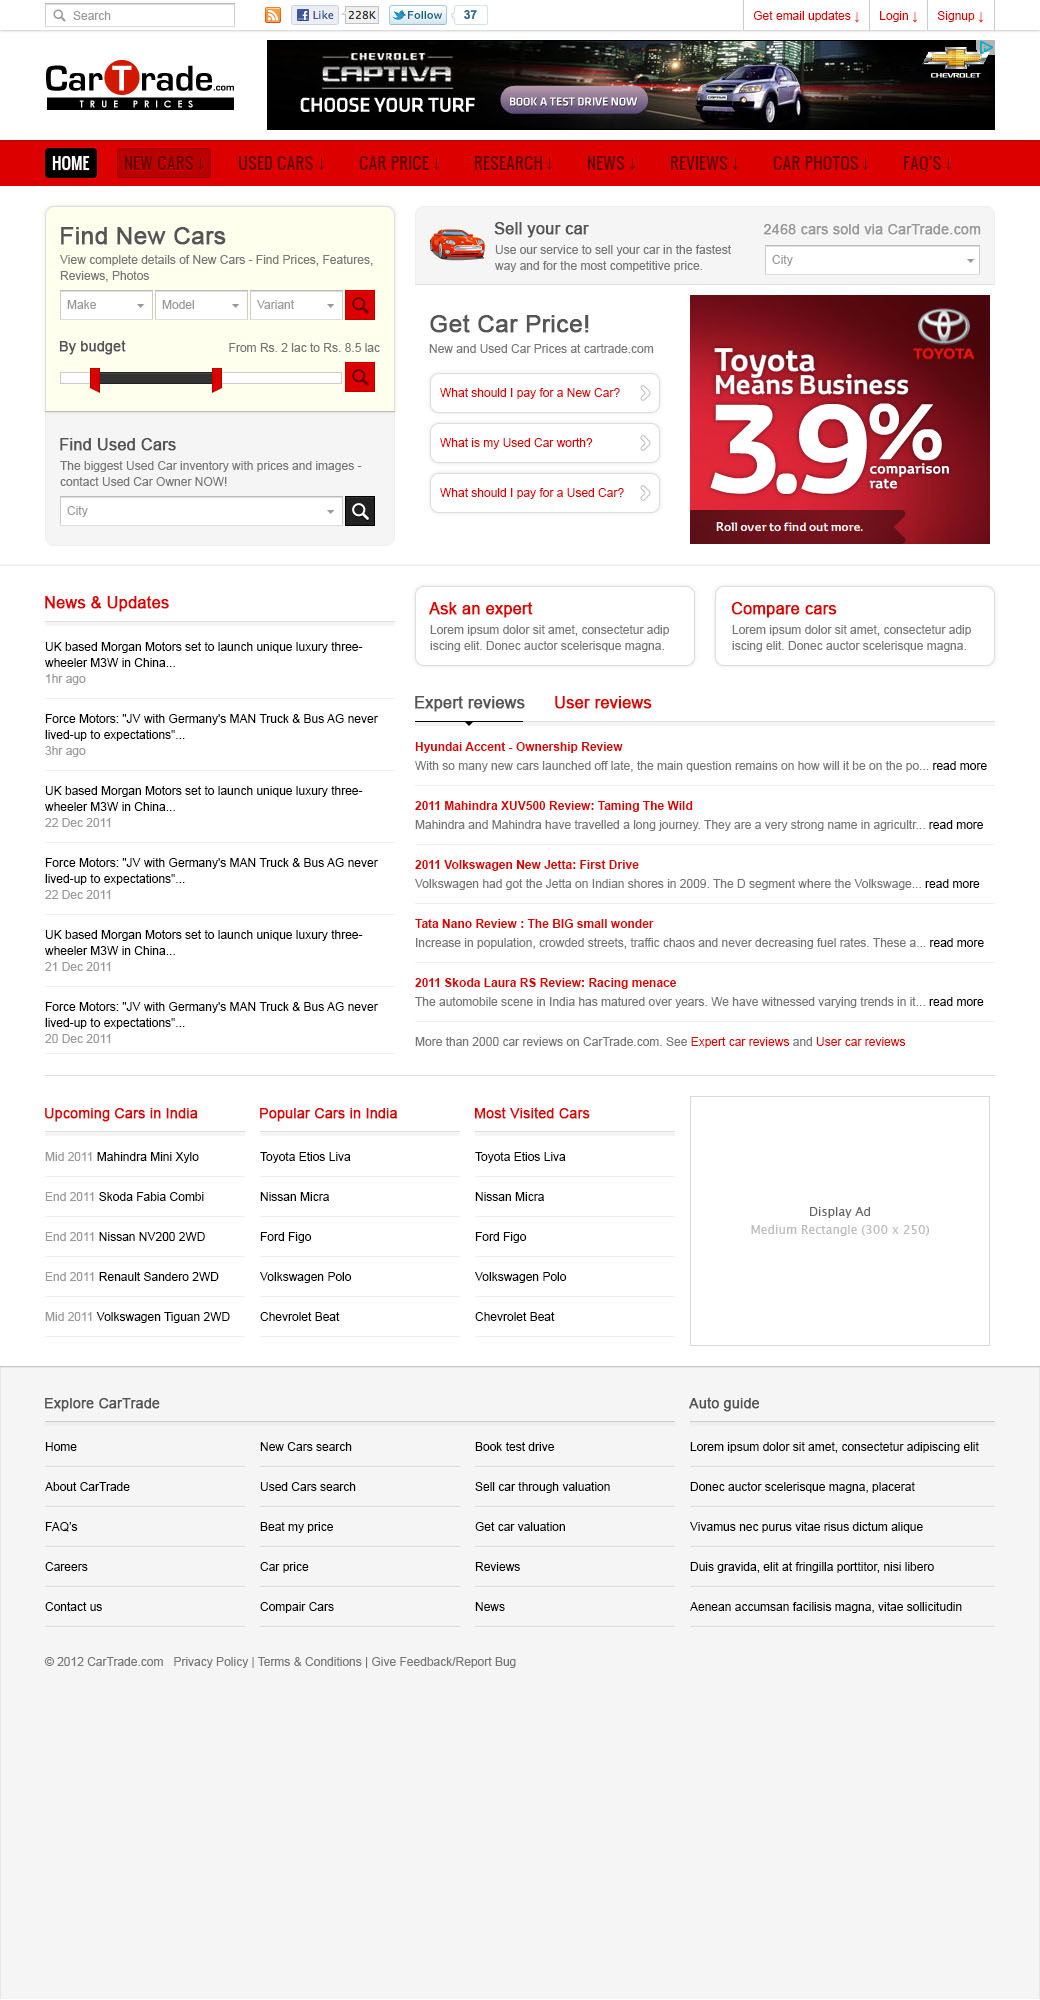 Search
Like
228K
Follow
37
Get email updates ↓
Login ↓
Signup ↓
CarTrade.com
TRUE PRICES
CHEVROLET
CAPTIVA
CHOOSE YOUR TURF
BOOK A TEST DRIVE NOW
CHEVROLET
HOME
NEW CARS ↓
USED CARS ↓
CAR PRICE ↓
RESEARCH ↓
NEWS ↓
REVIEWS ↓
CAR PHOTOS ↓
FAQ'S ↓
Find New Cars
View complete details of New Cars - Find Prices, Features,
Reviews, Photos
Make
Model
Variant
By budget
From Rs. 2 lac to Rs. 8.5 lac
Find Used Cars
The biggest Used Car inventory with prices and images -
contact Used Car Owner NOW!
City
Sell your car
Use our service to sell your car in the fastest
way and for the most competitive price.
2468 cars sold via CarTrade.com
City
Get Car Price!
New and Used Car Prices at cartrade.com
What should I pay for a New Car?
What is my Used Car worth?
What should I pay for a Used Car?
TOYOTA
Toyota
Means Business
3.9%
comparison
rate
Roll over to find out more.
News & Updates
UK based Morgan Motors set to launch unique luxury three-
wheeler M3W in China...
1hr ago
Force Motors: "JV with Germany's MAN Truck & Bus AG never
lived-up to expectations"...
3hr ago
UK based Morgan Motors set to launch unique luxury three-
wheeler M3W in China...
22 Dec 2011
Force Motors: "JV with Germany's MAN Truck & Bus AG never
lived-up to expectations"...
22 Dec 2011
UK based Morgan Motors set to launch unique luxury three-
wheeler M3W in China...
21 Dec 2011
Force Motors: "JV with Germany's MAN Truck & Bus AG never
lived-up to expectations"...
20 Dec 2011
Ask an expert
Lorem ipsum dolor sit amet, consectetur adip
iscing elit. Donec auctor scelerisque magna.
Compare cars
Lorem ipsum dolor sit amet, consectetur adip
iscing elit. Donec auctor scelerisque magna.
Expert reviews
User reviews
Hyundai Accent - Ownership Review
With so many new cars launched off late, the main question remains on how will it be on the po... read more
2011 Mahindra XUV500 Review: Taming The Wild
Mahindra and Mahindra have travelled a long journey. They are a very strong name in agricultr... read more
2011 Volkswagen New Jetta: First Drive
Volkswagen had got the Jetta on Indian shores in 2009. The D segment where the Volkswage... read more
Tata Nano Review : The BIG small wonder
Increase in population, crowded streets, traffic chaos and never decreasing fuel rates. These a... read more
2011 Skoda Laura RS Review: Racing menace
The automobile scene in India has matured over years. We have witnessed varying trends in it... read more
More than 2000 car reviews on CarTrade.com. See Expert car reviews and User car reviews
Upcoming Cars in India
Mid 2011 Mahindra Mini Xylo
End 2011 Skoda Fabia Combi
End 2011 Nissan NV200 2WD
End 2011 Renault Sandero 2WD
Mid 2011 Volkswagen Tiguan 2WD
Popular Cars in India
Toyota Etios Liva
Nissan Micra
Ford Figo
Volkswagen Polo
Chevrolet Beat
Most Visited Cars
Toyota Etios Liva
Nissan Micra
Ford Figo
Volkswagen Polo
Chevrolet Beat
Display Ad
Medium Rectangle (300 x 250)
Explore CarTrade
Home
About CarTrade
FAQ's
Careers
Contact us
New Cars search
Used Cars search
Beat my price
Car price
Compair Cars
Book test drive
Sell car through valuation
Get car valuation
Reviews
News
Auto guide
Lorem ipsum dolor sit amet, consectetur adipiscing elit
Donec auctor scelerisque magna, placerat
Vivamus nec purus vitae risus dictum alique
Duis gravida, elit at fringilla porttitor, nisi libero
Aenean accumsan facilisis magna, vitae sollicitudin
© 2012 CarTrade.com Privacy Policy | Terms & Conditions | Give Feedback/Report Bug